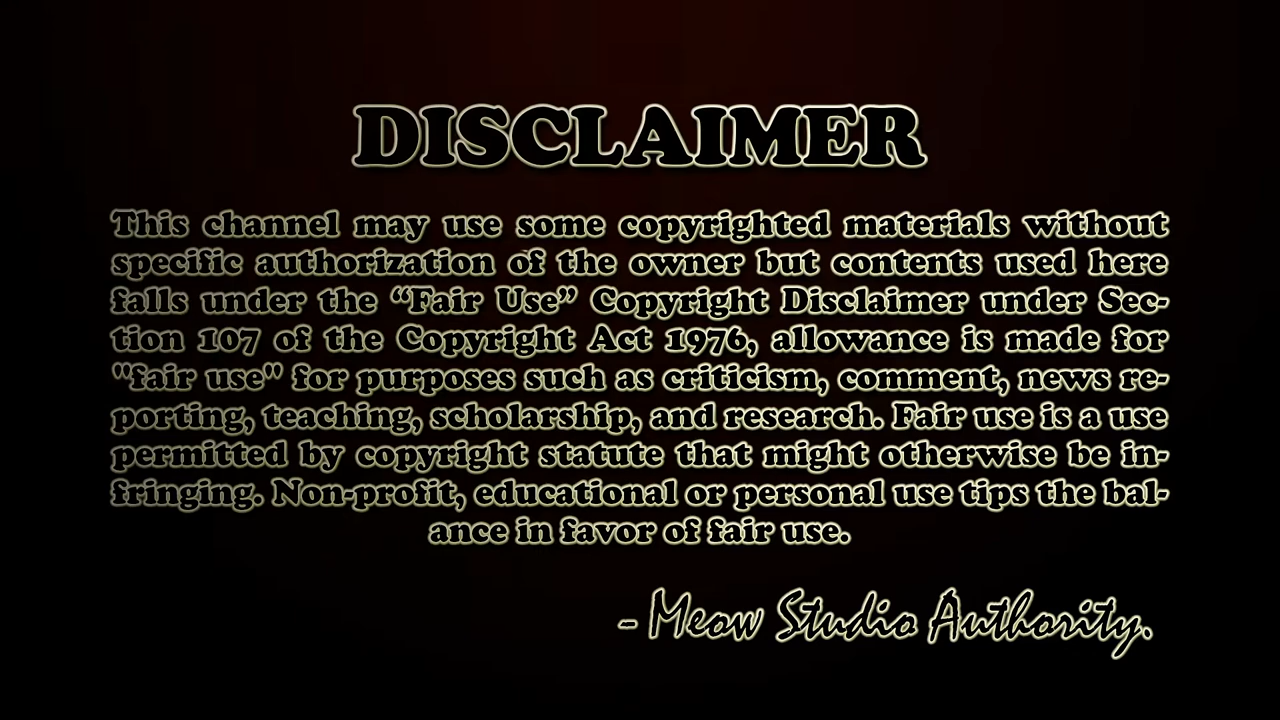 DISCLAIMER
This channel may use some copyrighted materials without
specific authorization of the owner but contents used here
falls under the “Fair Use” Copyright Disclaimer under Sec-
tion 107 of the Copyright Act 1976, allowance is made for
"fair use" for purposes such as criticism, comment, news re-
porting, teaching, scholarship, and research. Fair use is a use
permitted by copyright statute that might otherwise be in-
fringing. Non-profit, educational or personal use tips the bal-
ance in favor of fair use.
- Meow Studio Authority.